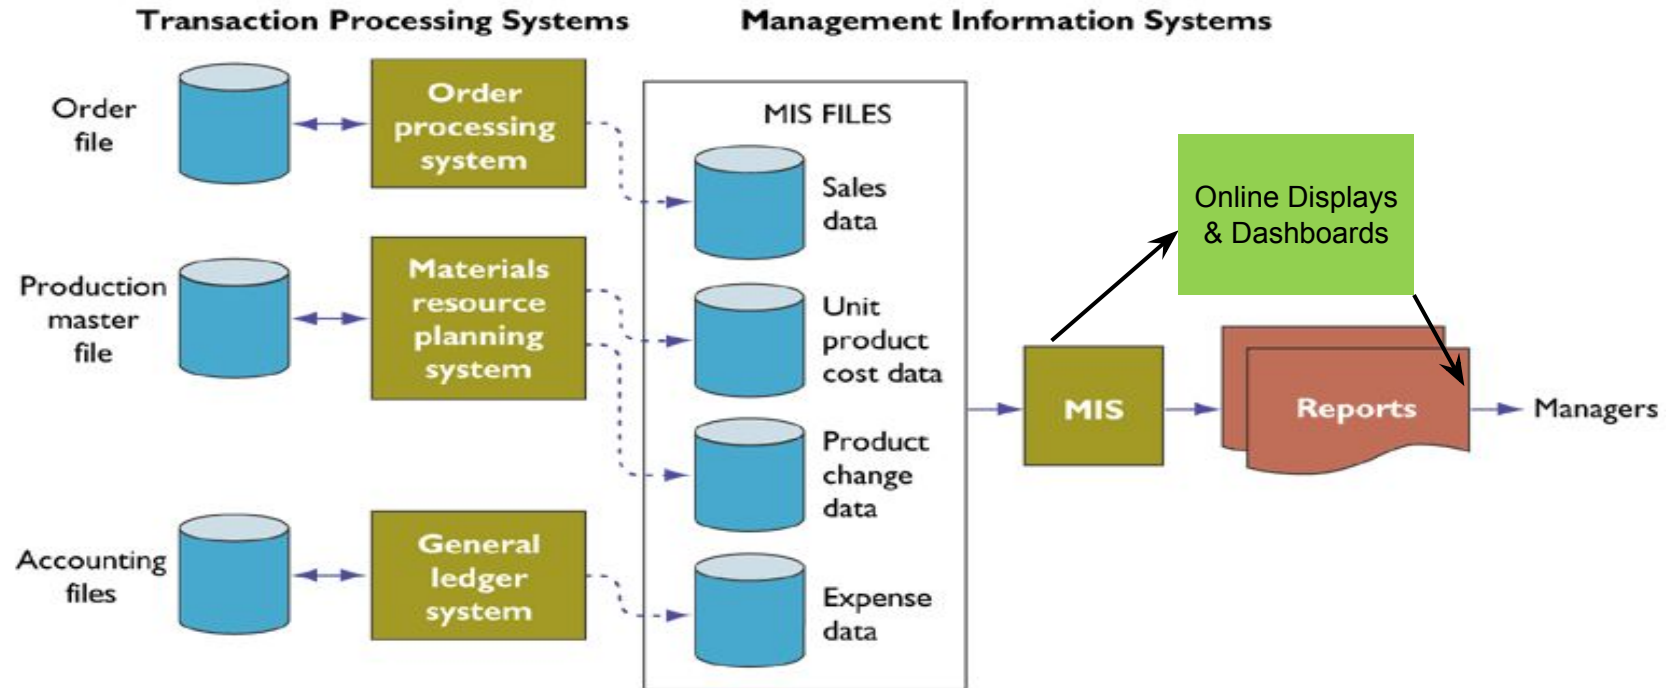 Transaction Processing Systems
Management Information Systems
Order
file
Order
processing
system
Production
master
file
Materials
resource
planning
system
Accounting
files
General
ledger
system
MIS FILES
Sales
data
Unit
product
cost data
Product
change
data
Expense
data
MIS
Online Displays
& Dashboards
Reports
Managers